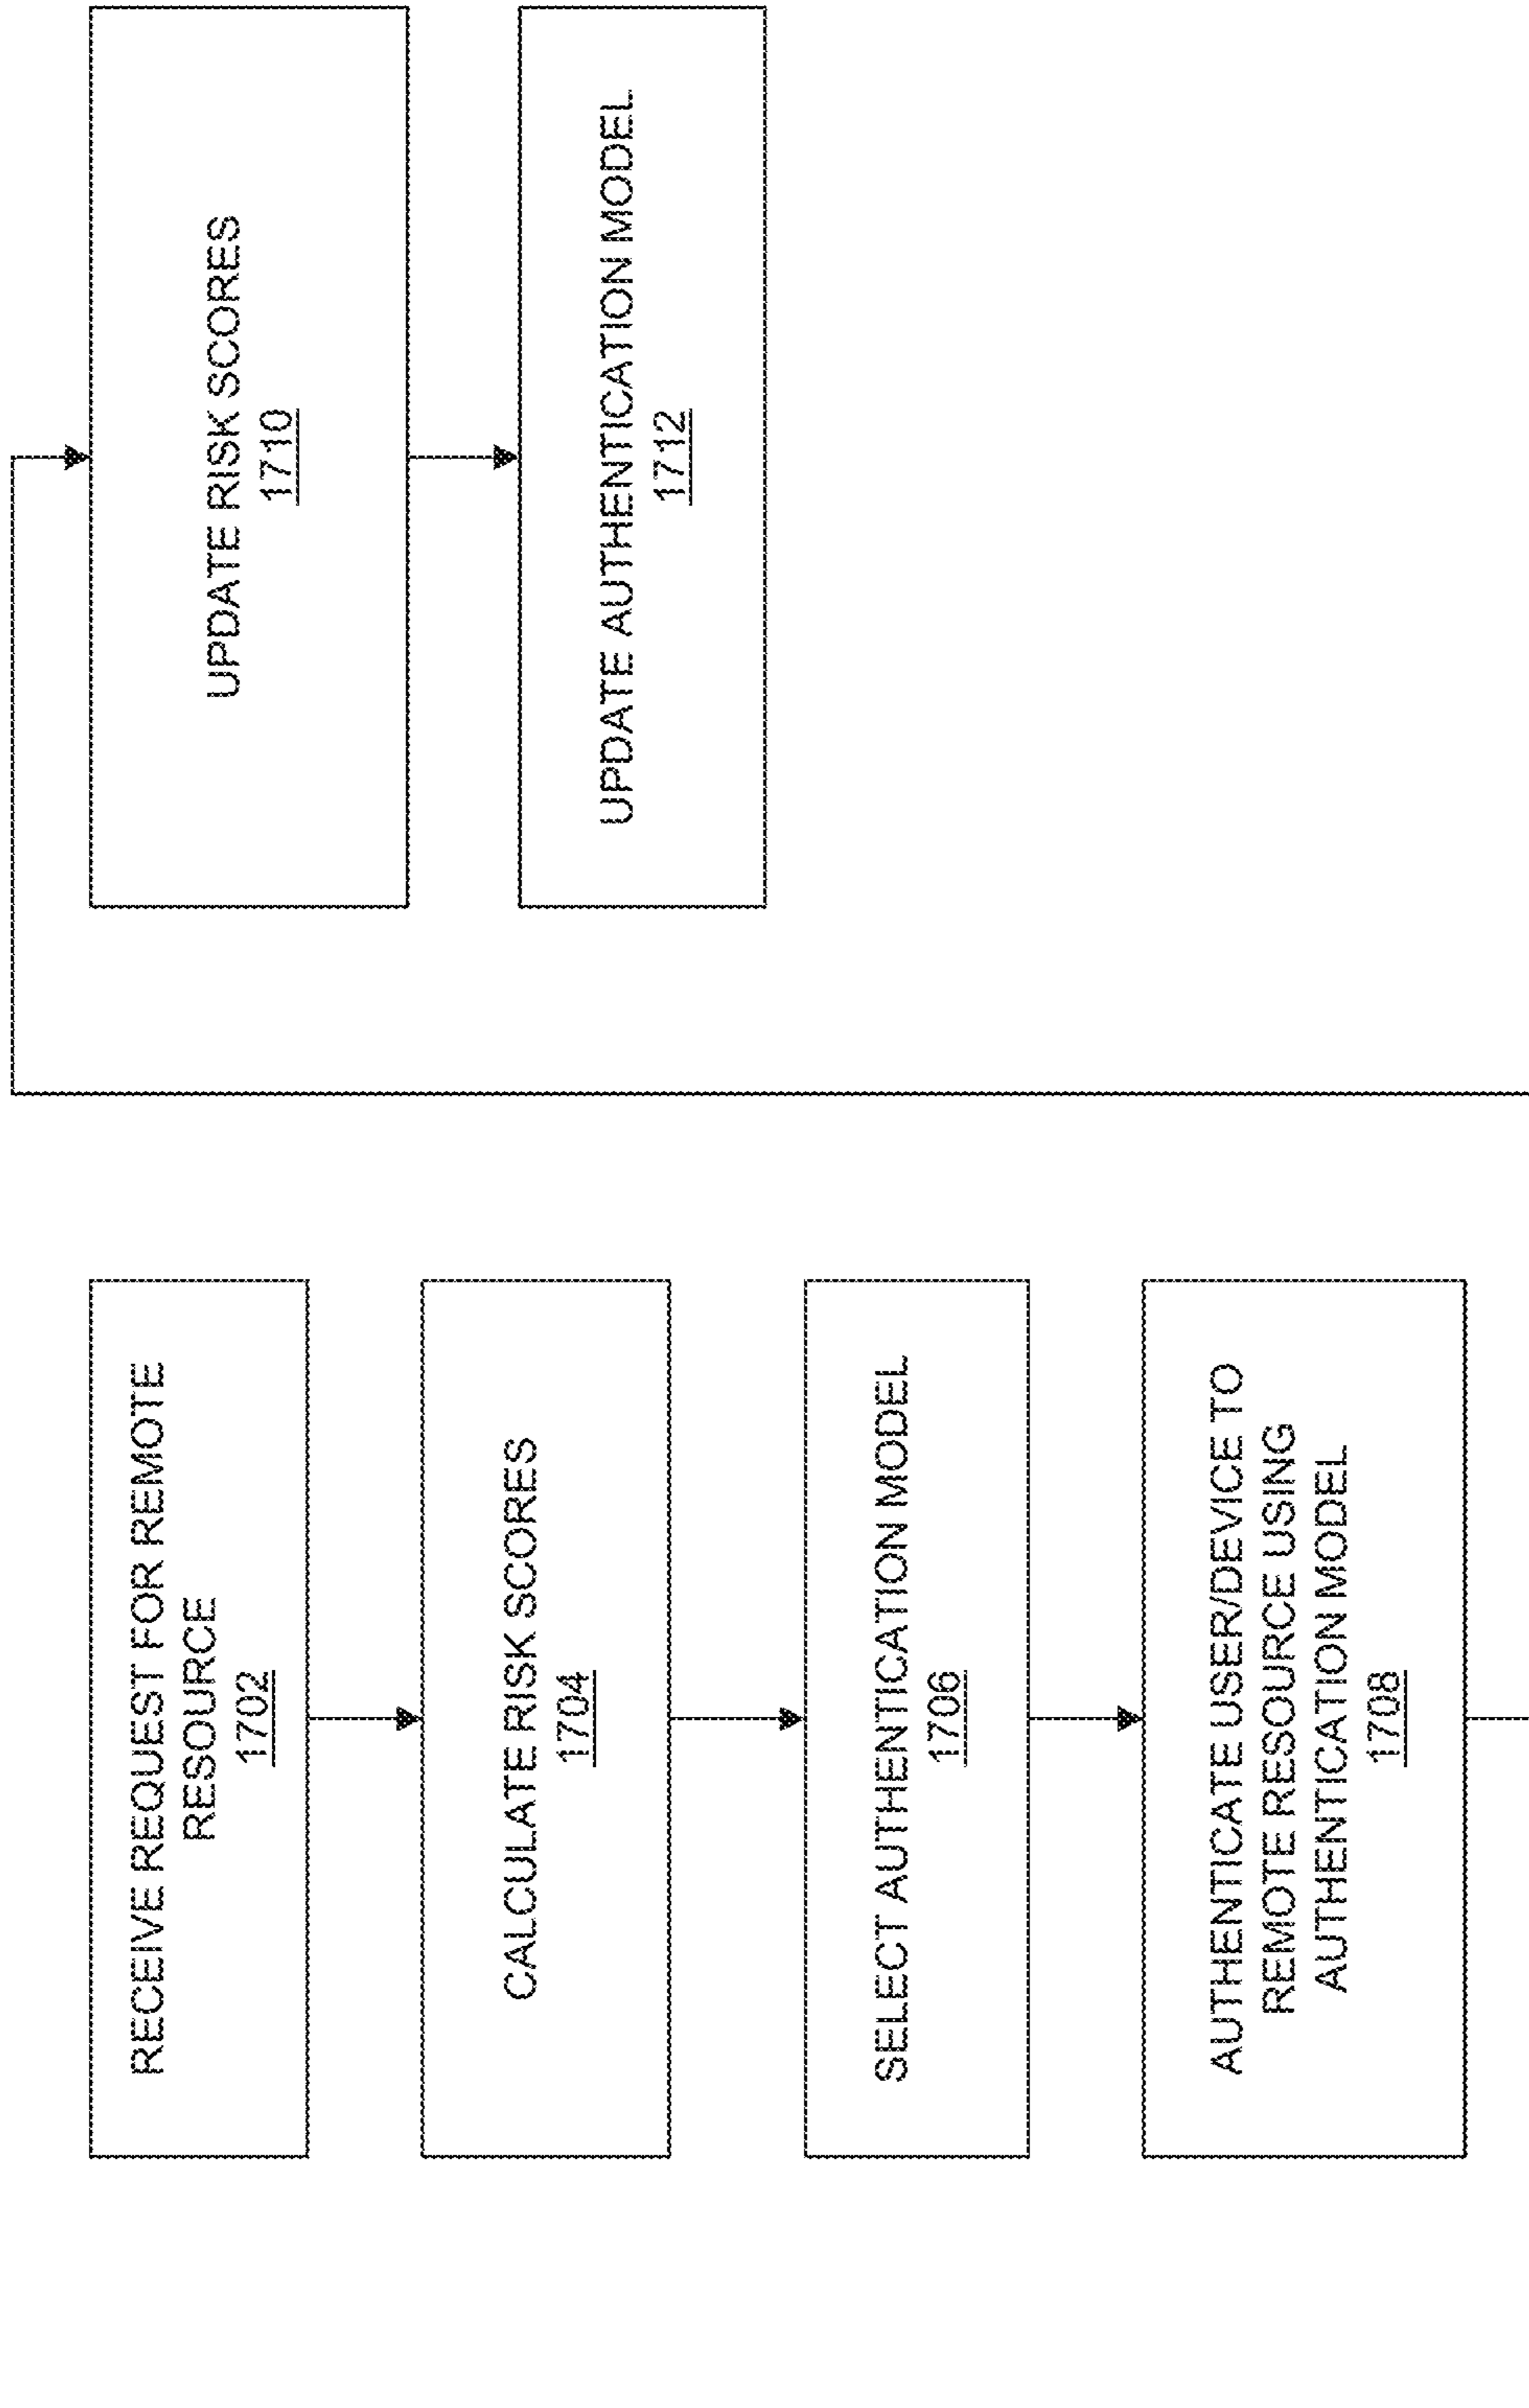 RECEIVE REQUEST FOR REMOTE
RESOURCE
1702
CALCULATE RISK SCORES
1704
SELECT AUTHENTICATION MODEL
1706
AUTHENTICATE USER/DEVICE TO
REMOTE RESOURCE USING
AUTHENTICATION MODEL
1708
UPDATE RISK SCORES
1710
UPDATE AUTHENTICATION MODEL
1712